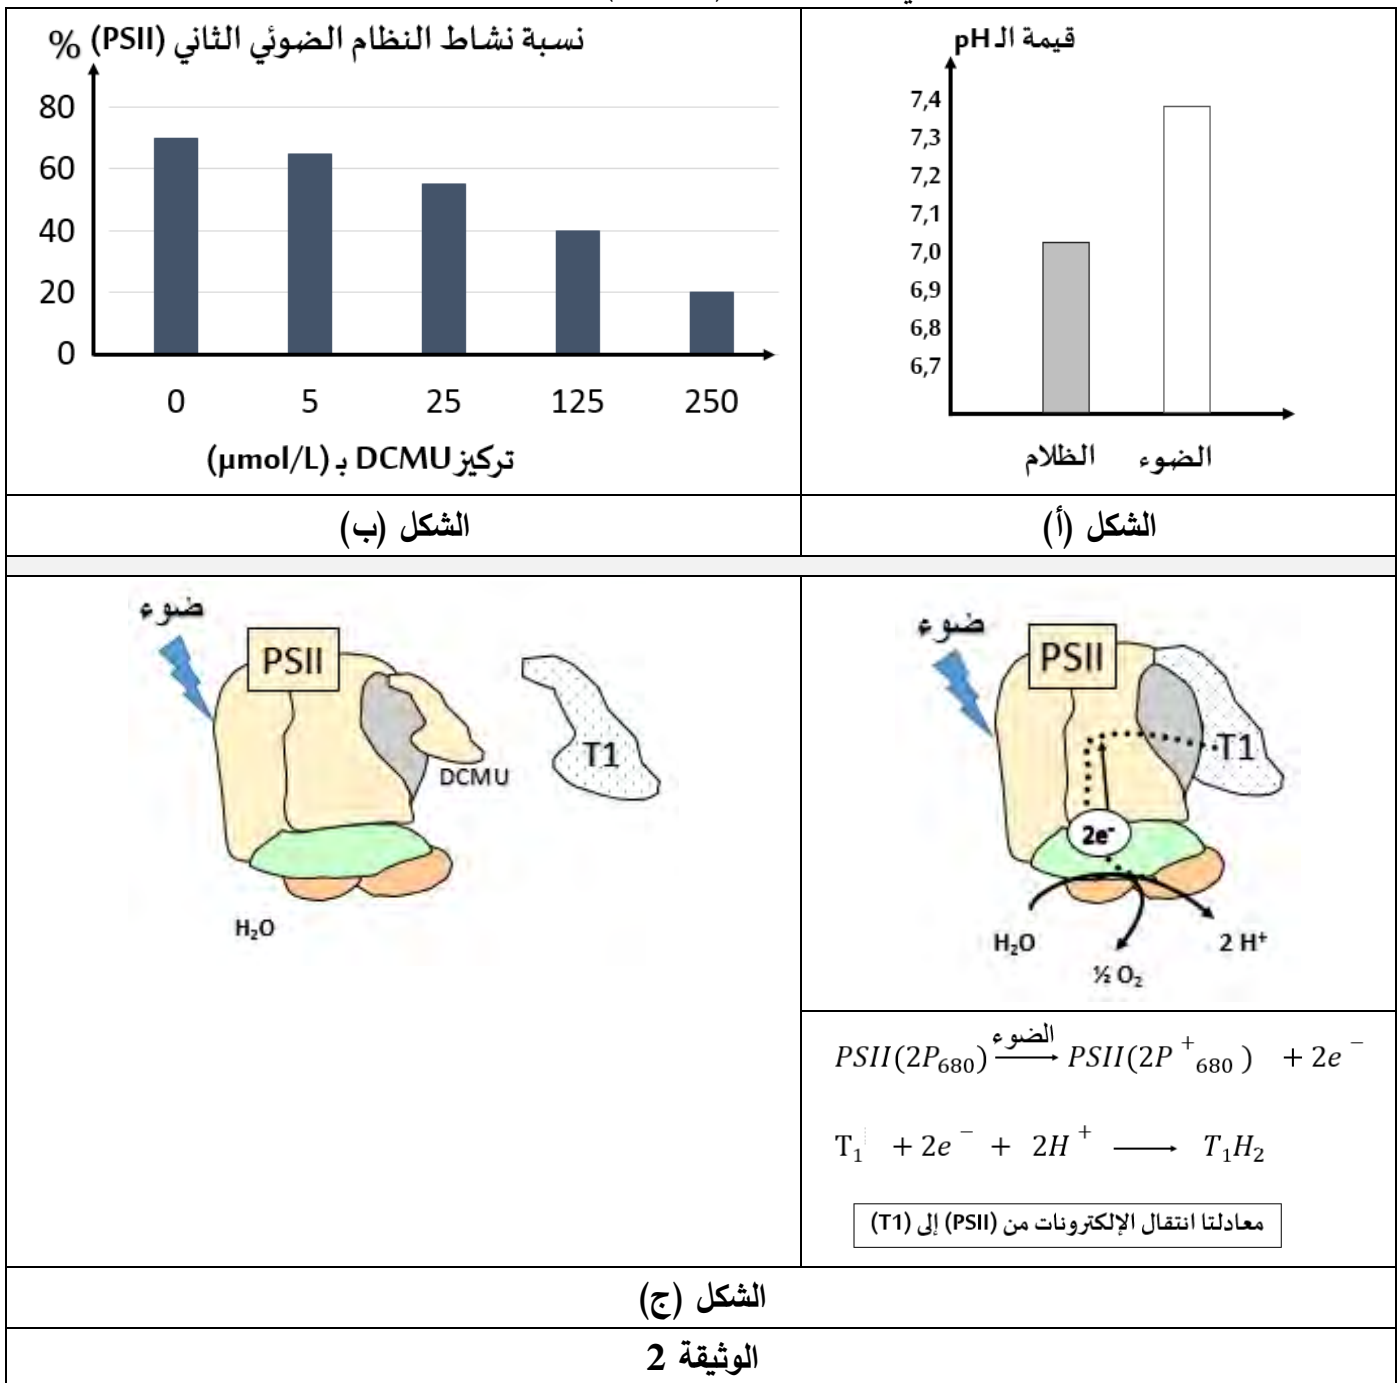 قيمة الـ pH
7,4
7,3
7,2
7,1
7,0
6,9
6,8
6,7
الظلام
الضوء
الشكل (أ)
نسبة نشاط النظام الضوئي الثاني (PSII) %
80
60
40
20
0
0 5 25 125 250
تركيز DCMU بـ (µmol/L)
الشكل (ب)
ضوء
PSII
T1
2e⁻
H₂O
½ O₂
2 H⁺
PSII(2P₆₈₀) الضوء ⟶ PSII(2P⁺₆₈₀) + 2e⁻
T₁ + 2e⁻ + 2H⁺ ⟶ T₁H₂
معادلتا انتقال الإلكترونات من (PSII) إلى (T1)
ضوء
PSII
DCMU
T1
H₂O
الشكل (ج)
الوثيقة 2